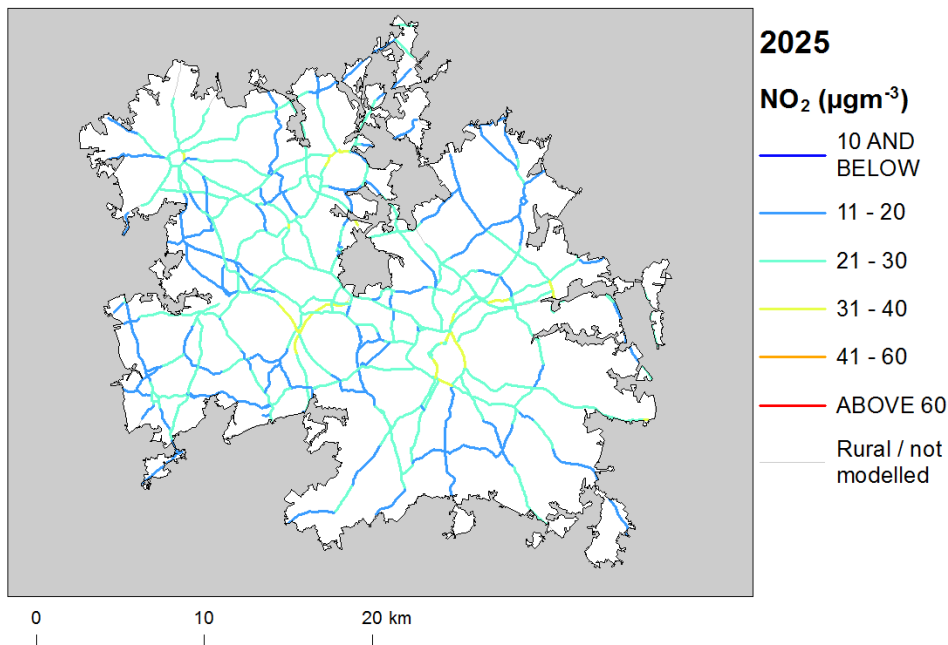 2025
NO₂ (µgm⁻³)
10 AND
BELOW
11 - 20
21 - 30
31 - 40
41 - 60
ABOVE 60
Rural / not
modelled
0 10 20 km